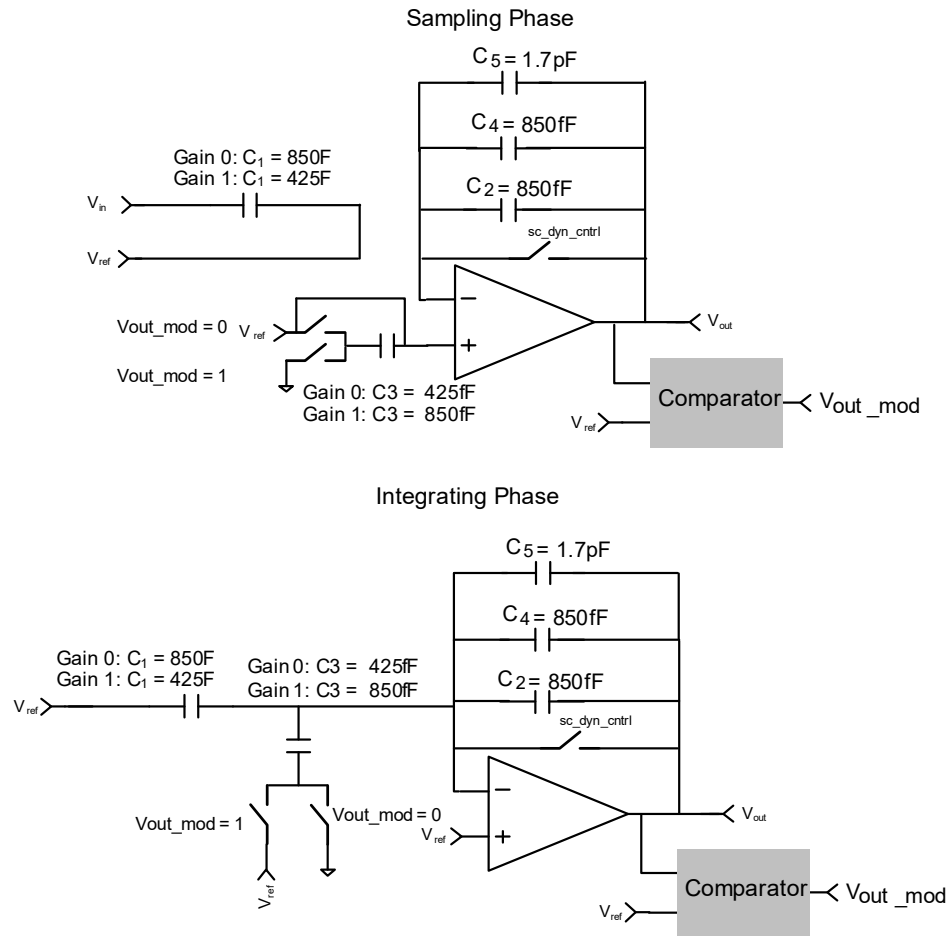 Sampling Phase
C5 = 1.7pF
C4 = 850fF
Gain 0: C1 = 850F
Gain 1: C1 = 425F
C2 = 850fF
Vin
sc_dyn_cntrl
Vref
−
Vout_mod = 0
Vref
Vout
+
Vout_mod = 1
Gain 0: C3 = 425fF
Gain 1: C3 = 850fF
Comparator
Vout _mod
Vref
Integrating Phase
C5 = 1.7pF
C4 = 850fF
Gain 0: C1 = 850F
Gain 1: C1 = 425F
Gain 0: C3 = 425fF
Gain 1: C3 = 850fF
C2 = 850fF
Vref
sc_dyn_cntrl
−
Vout_mod = 1
Vout_mod = 0
Vref
+
Vout
Vref
Comparator
Vout _mod
Vref